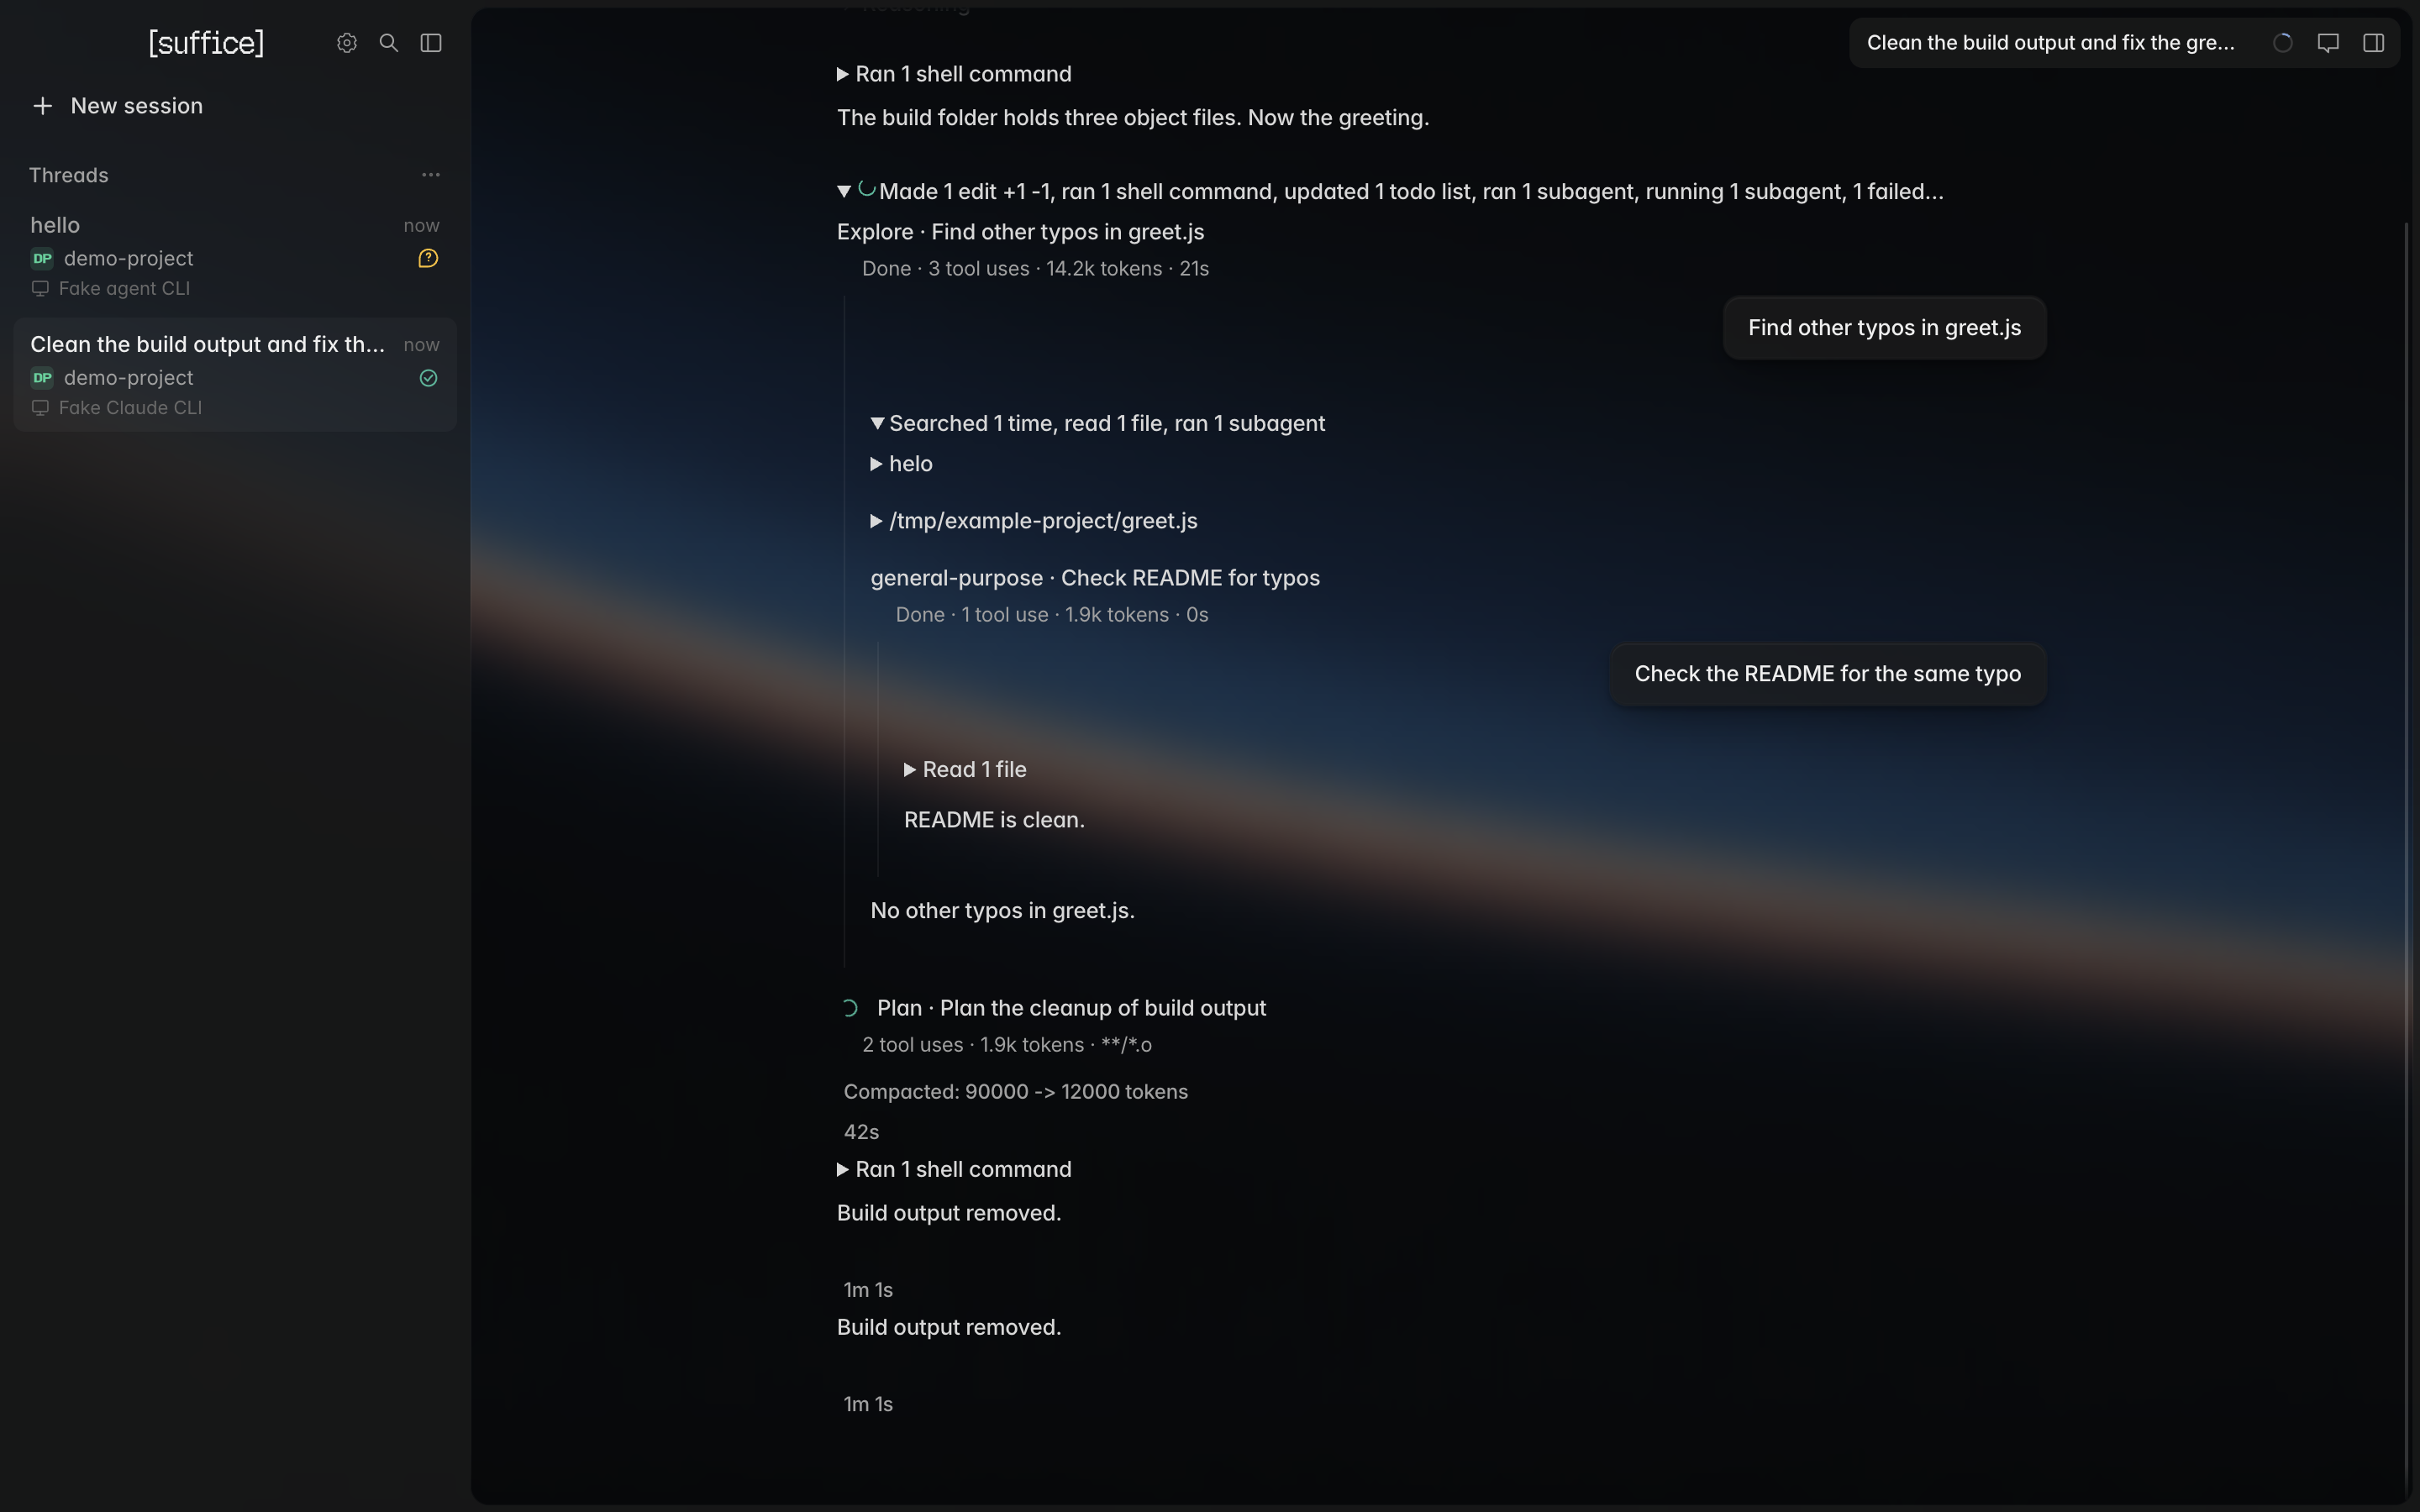 [suffice]
New session
Threads
hello now
DP demo-project
Fake agent CLI
Clean the build output and fix th... now
DP demo-project
Fake Claude CLI
Clean the build output and fix the gre...
Reasoning
Ran 1 shell command
The build folder holds three object files. Now the greeting.
Made 1 edit +1 -1, ran 1 shell command, updated 1 todo list, ran 1 subagent, running 1 subagent, 1 failed...
Explore · Find other typos in greet.js
Done · 3 tool uses · 14.2k tokens · 21s
Find other typos in greet.js
Searched 1 time, read 1 file, ran 1 subagent
helo
/tmp/example-project/greet.js
general-purpose · Check README for typos
Done · 1 tool use · 1.9k tokens · 0s
Check the README for the same typo
Read 1 file
README is clean.
No other typos in greet.js.
Plan · Plan the cleanup of build output
2 tool uses · 1.9k tokens · **/*.o
Compacted: 90000 -> 12000 tokens
42s
Ran 1 shell command
Build output removed.
1m 1s
Build output removed.
1m 1s